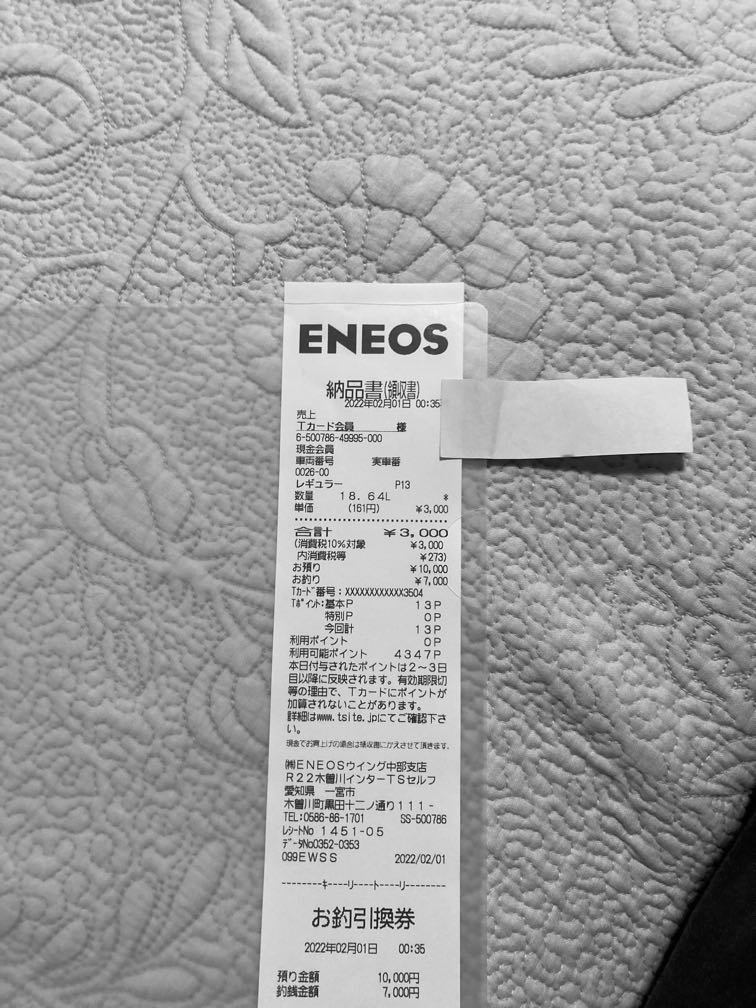 ENEOS
納品書(領収書)
2022年02月01日 00:35
売上
Tカード会員 様
6-500786-49995-000
現金会員
車両番号 実車番
0026-00
レギュラー P13
数量 18.64L *
単価 (161円) ¥3,000
合計 ¥3,000
(消費税10%対象 ¥3,000
内消費税等 ¥273)
お預り ¥10,000
お釣り ¥7,000
Tカード番号:XXXXXXXXXXXX3504
Tポイント:基本P 13P
特別P 0P
今回計 13P
利用ポイント 0P
利用可能ポイント 4347P
本日付与されたポイントは2~3日
目以降に反映されます。有効期限切
等の理由で、Tカードにポイントが
加算されないことがあります。
詳細はwww.tsite.jpにてご確認下さ
い。
現金でお買上げの場合は領収書にかえさせて頂きます。
㈱ENEOSウイング中部支店
R22木曽川インターTSセルフ
愛知県 一宮市
木曽川町黒田十二ノ通り111-
TEL:0586-86-1701 SS-500786
レシートNo 1451-05
データNo0352-0353
099EWSS 2022/02/01
--------キ----リ----ト----リ--------
お釣引換券
2022年02月01日 00:35
預り金額 10,000円
釣銭金額 7,000円